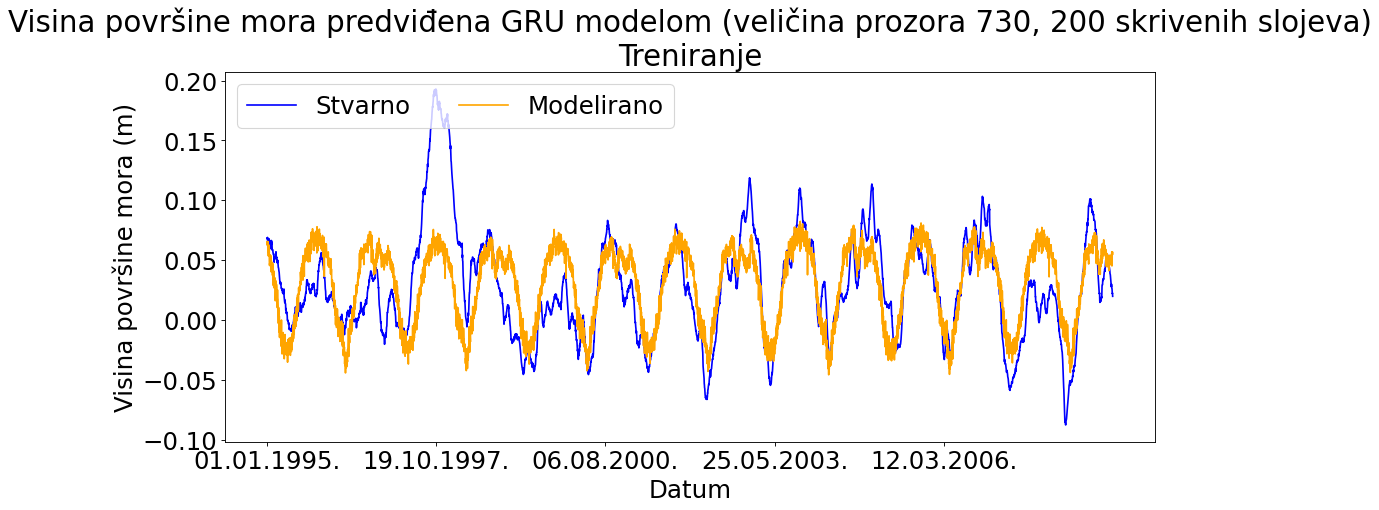 Visina površine mora predviđena GRU modelom (veličina prozora 730, 200 skrivenih slojeva)
Treniranje
Stvarno
Modelirano
Visina površine mora (m)
0.20
0.15
0.10
0.05
0.00
−0.05
−0.10
01.01.1995.
19.10.1997.
06.08.2000.
25.05.2003.
12.03.2006.
Datum